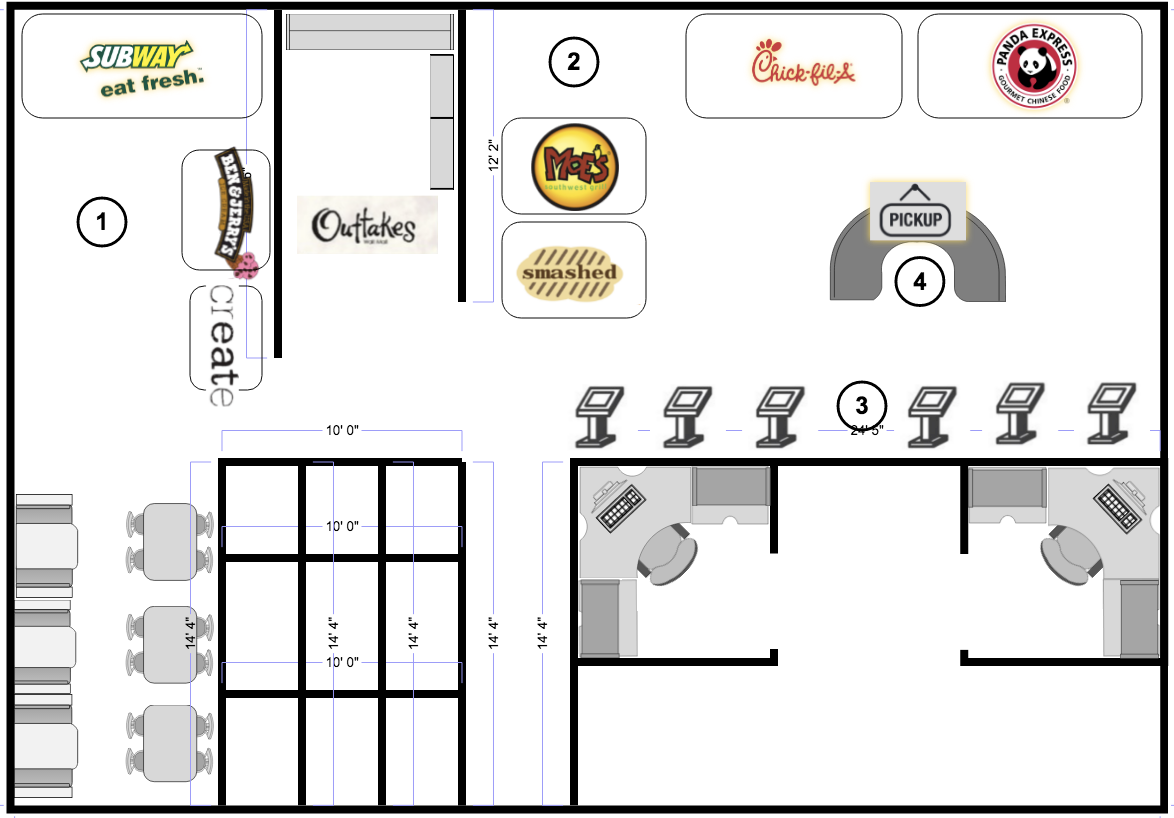 SUBWAY
eat fresh.
2
Chick-fil-A
PANDA EXPRESS
GOURMET CHINESE FOOD
12' 2"
BEN & JERRY'S
MOE'S
southwest grill
1
Outtakes
PICKUP
smashed
4
create
3
24' 5"
10' 0"
10' 0"
14' 4"
14' 4"
14' 4"
14' 4"
14' 4"
10' 0"